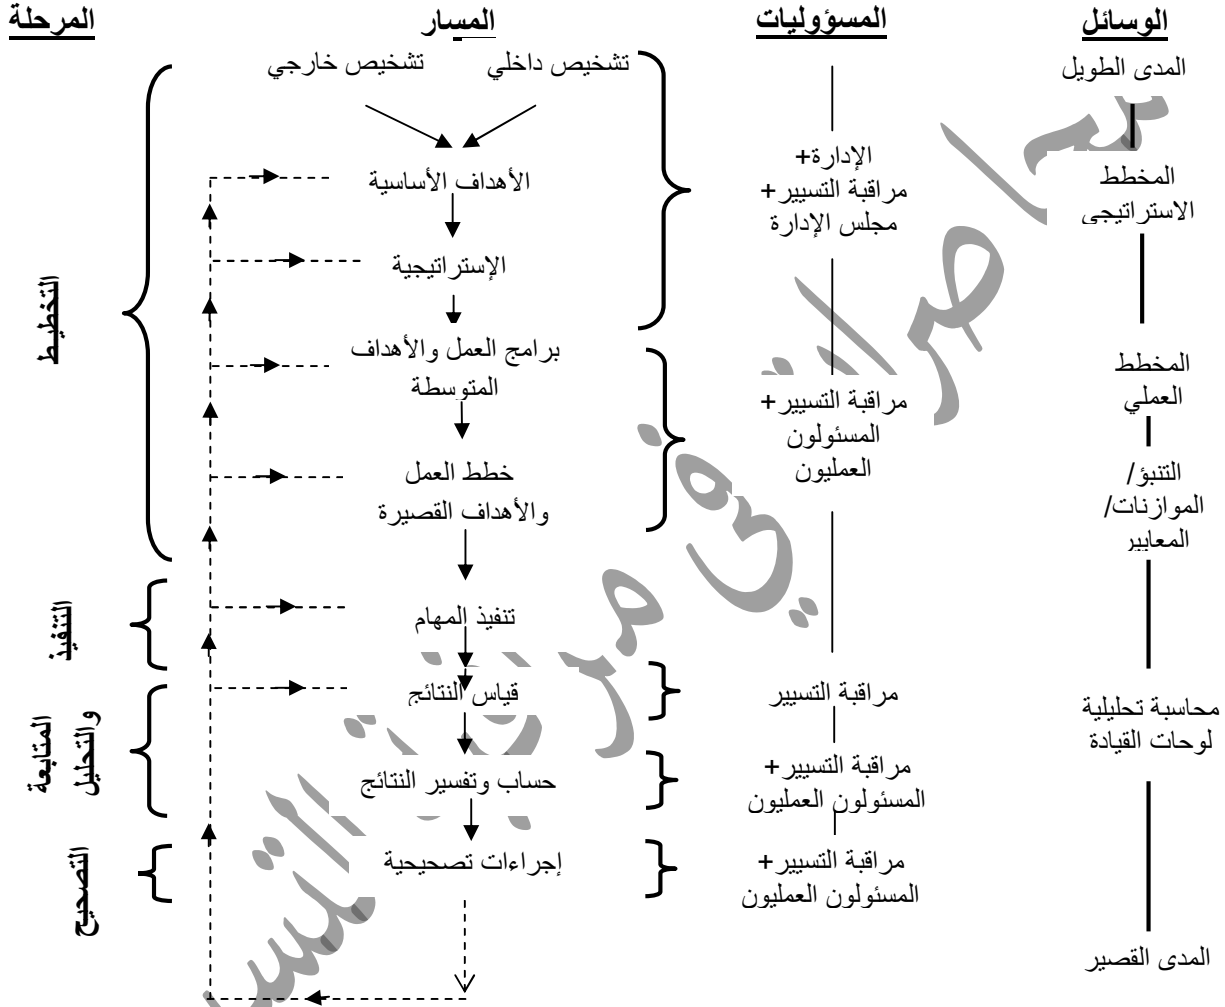 المرحلة
المسار
المسؤوليات
الوسائل
تشخيص خارجي
تشخيص داخلي
الأهداف الأساسية
الإستراتيجية
برامج العمل والأهداف
المتوسطة
خطط العمل
والأهداف القصيرة
تنفيذ المهام
قياس النتائج
حساب وتفسير النتائج
إجراءات تصحيحية
التخطيط
التنفيذ
المتابعة
والتحليل
التصحيح
الإدارة+
مراقبة التسيير+
مجلس الإدارة
مراقبة التسيير+
المسئولون
العمليون
مراقبة التسيير
مراقبة التسيير+
المسئولون العمليون
مراقبة التسيير+
المسئولون العمليون
المدى الطويل
المخطط
الاستراتيجي
المخطط
العملي
التنبؤ/
الموازنات/
المعايير
محاسبة تحليلية
لوحات القيادة
المدى القصير